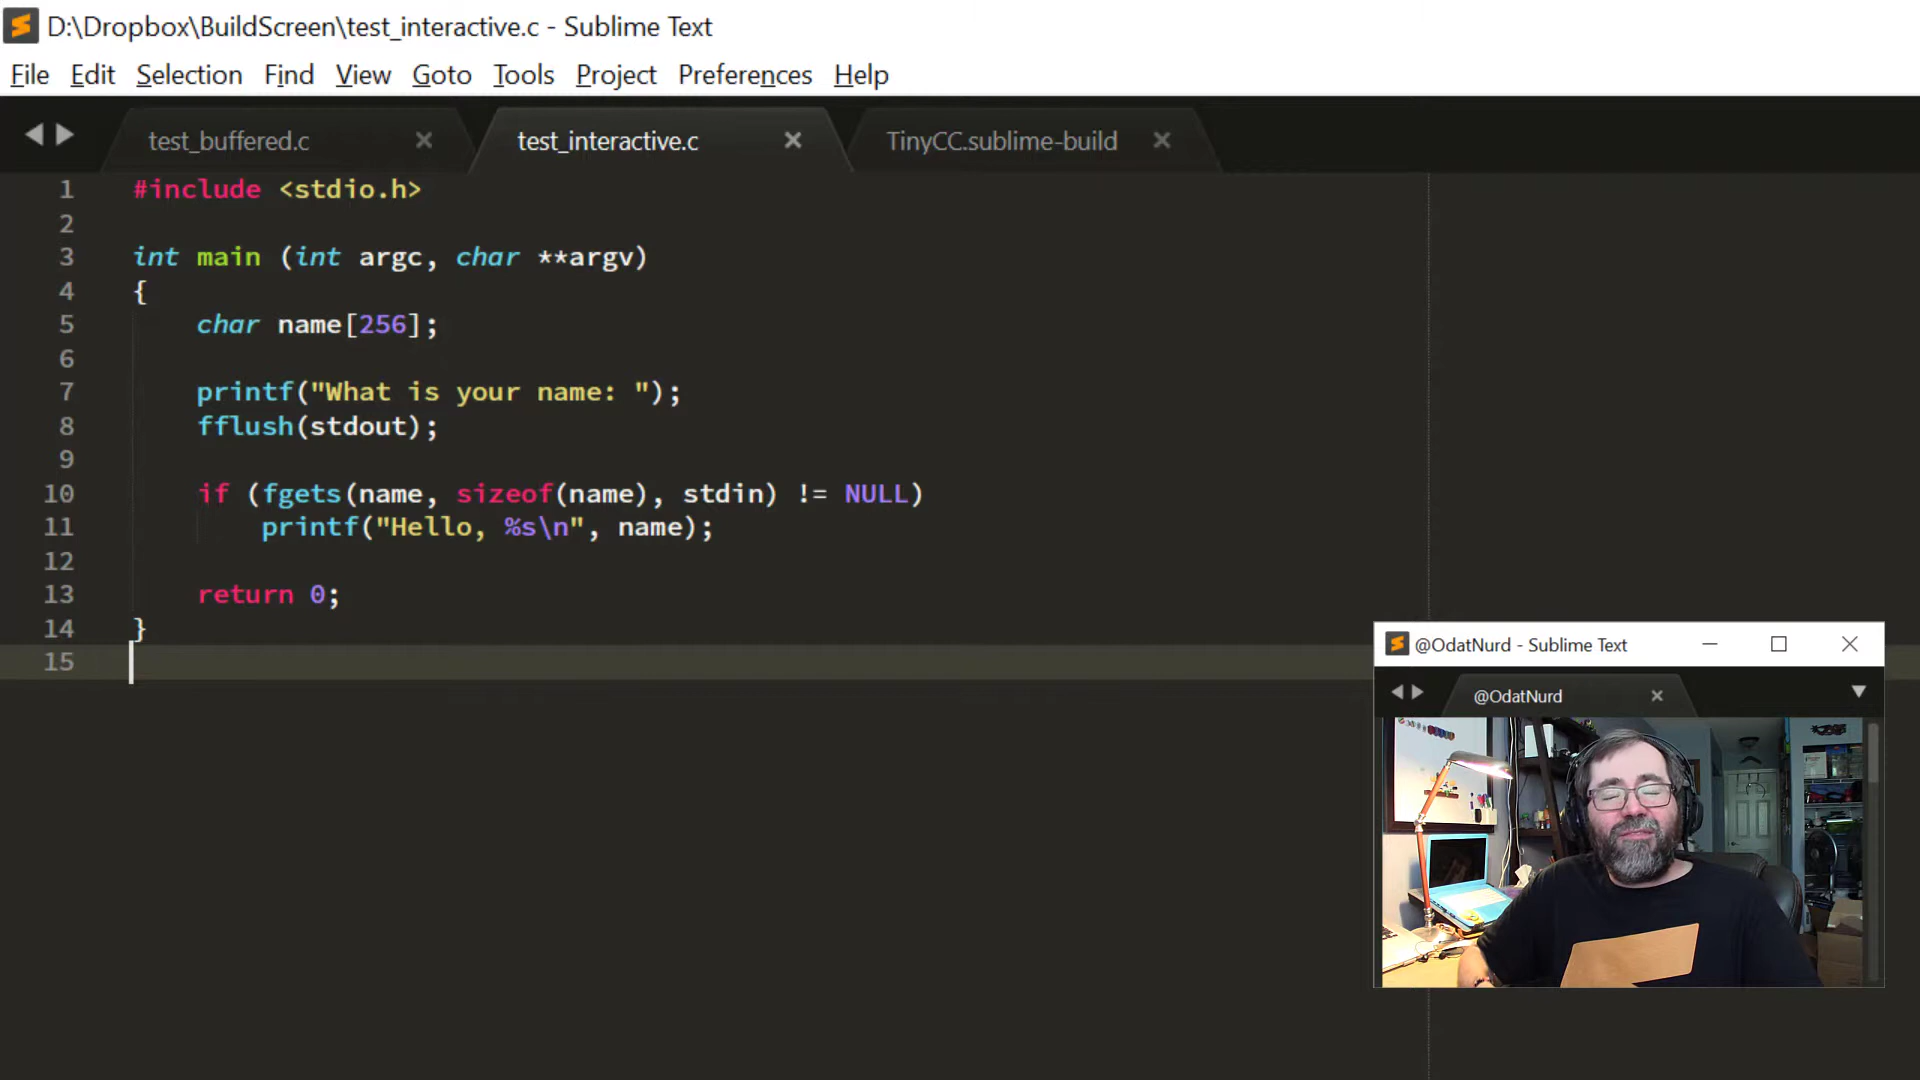 D:\Dropbox\BuildScreen\test_interactive.c - Sublime Text
File Edit Selection Find View Goto Tools Project Preferences Help
test_buffered.c test_interactive.c TinyCC.sublime-build
1 #include <stdio.h>
2
3 int main (int argc, char **argv)
4 {
5 char name[256];
6
7 printf("What is your name: ");
8 fflush(stdout);
9
10 if (fgets(name, sizeof(name), stdin) != NULL)
11 printf("Hello, %s\n", name);
12
13 return 0;
14 }
15
@OdatNurd - Sublime Text
@OdatNurd